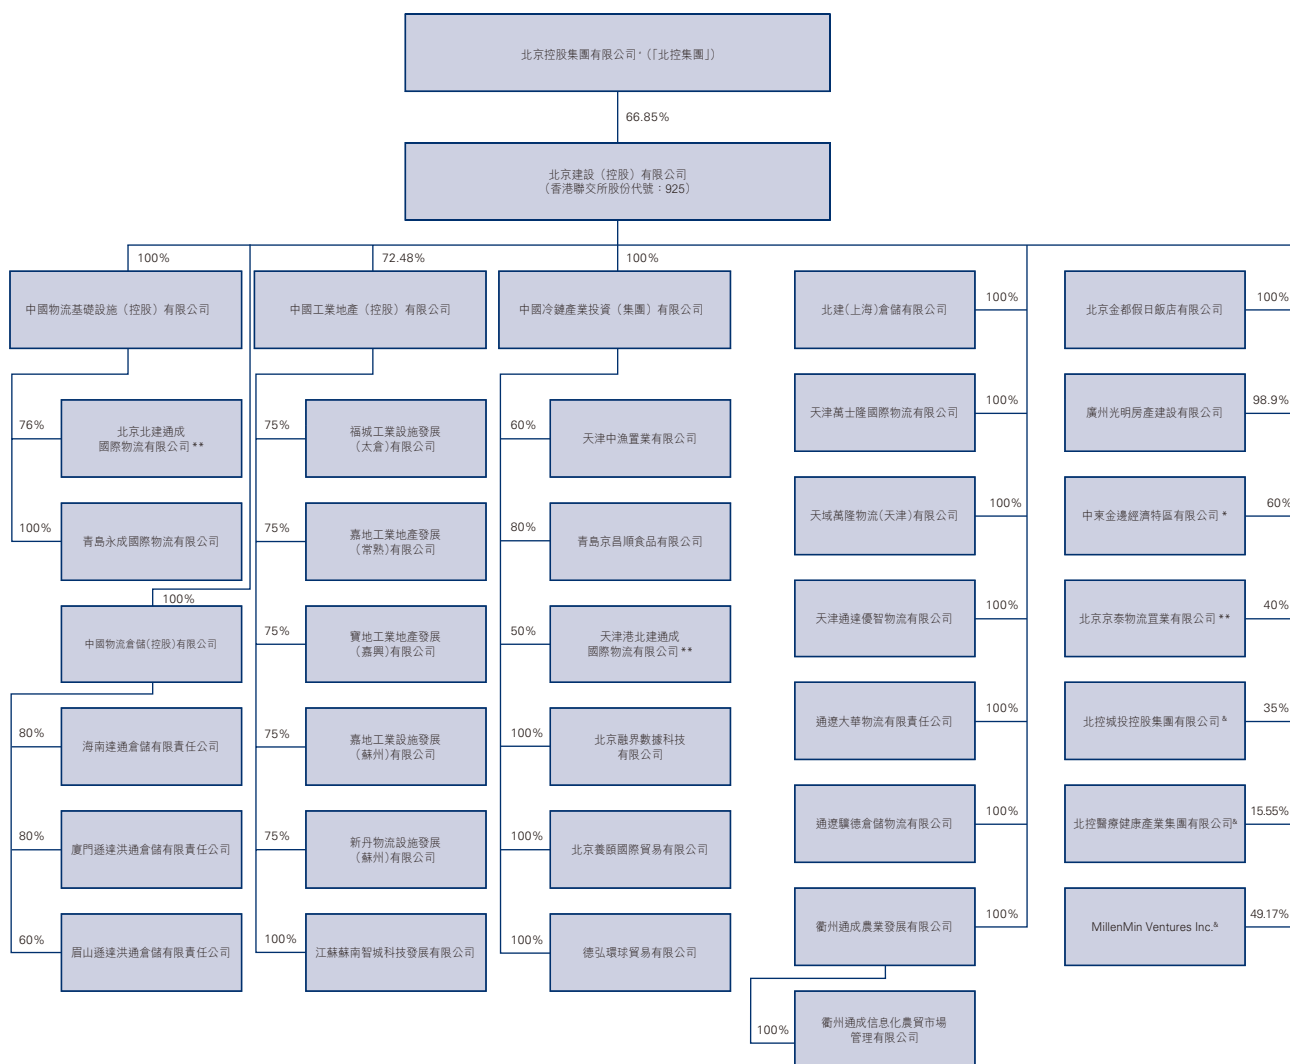 北京控股集團有限公司^（「北控集團」）
66.85%
北京建設（控股）有限公司
（香港聯交所股份代號：925）
100%
72.48%
100%
中國物流基礎設施（控股）有限公司
中國工業地產（控股）有限公司
中國冷鏈產業投資（集團）有限公司
76%
北京北建通成
國際物流有限公司**
100%
青島永成國際物流有限公司
100%
中國物流倉儲(控股)有限公司
80%
海南達通倉儲有限責任公司
80%
廈門遜達洪通倉儲有限責任公司
60%
眉山遜達洪通倉儲有限責任公司
75%
福城工業設施發展
（太倉）有限公司
75%
嘉地工業地產發展
（常熟）有限公司
75%
寶地工業地產發展
（嘉興）有限公司
75%
嘉地工業設施發展
（蘇州）有限公司
75%
新丹物流設施發展
（蘇州）有限公司
100%
江蘇蘇南智城科技發展有限公司
60%
天津中漁置業有限公司
80%
青島京昌順食品有限公司
50%
天津港北建通成
國際物流有限公司**
100%
北京融界數據科技
有限公司
100%
北京養頤國際貿易有限公司
100%
德弘環球貿易有限公司
北建(上海)倉儲有限公司
100%
天津萬士隆國際物流有限公司
100%
天域萬隆物流(天津)有限公司
100%
天津通達優智物流有限公司
100%
通遼大華物流有限責任公司
100%
通遼驥德倉儲物流有限公司
100%
衢州通成農業發展有限公司
100%
100%
衢州通成信息化農貿市場
管理有限公司
北京金都假日飯店有限公司
100%
廣州光明房產建設有限公司
98.9%
中柬金邊經濟特區有限公司*
60%
北京京泰物流置業有限公司**
40%
北控城投控股集團有限公司&
35%
北控醫療健康產業集團有限公司&
15.55%
MillenMin Ventures Inc.&
49.17%